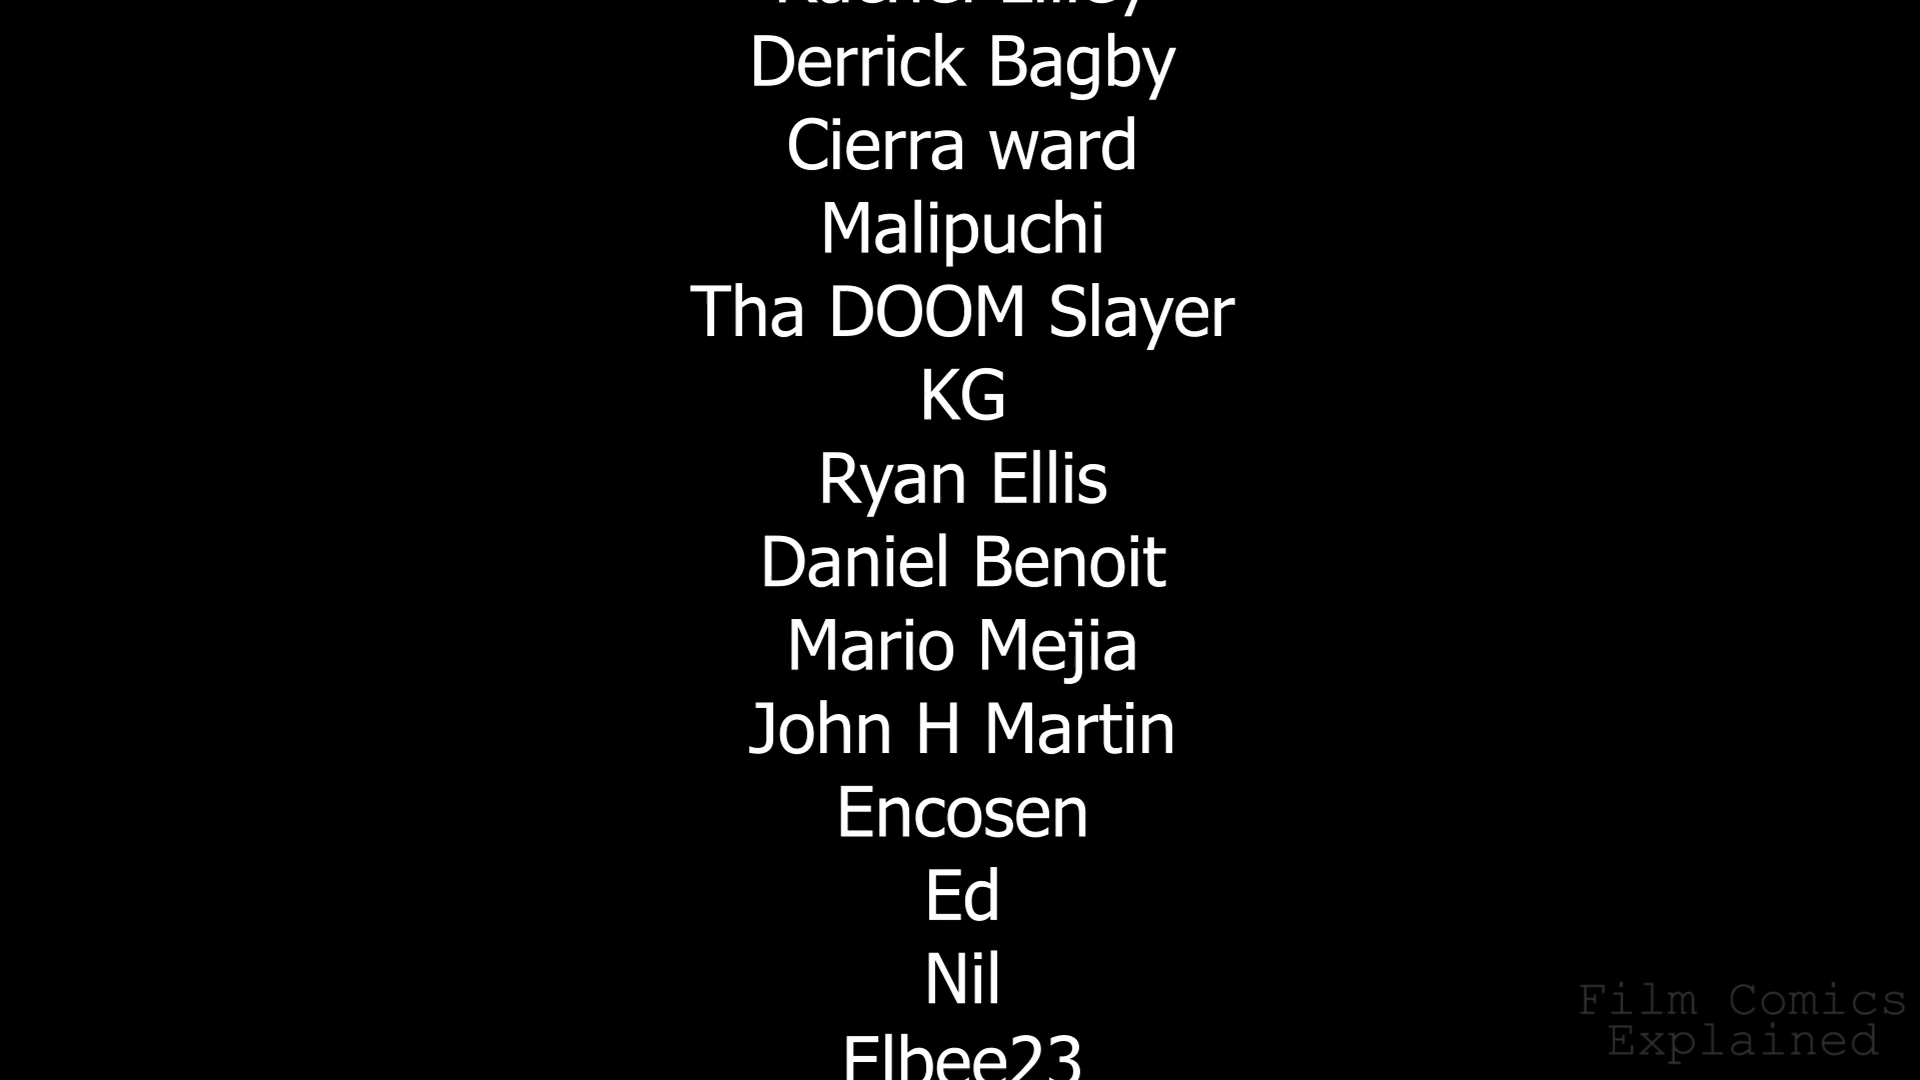 Derrick Bagby
Cierra ward
Malipuchi
Tha DOOM Slayer
KG
Ryan Ellis
Daniel Benoit
Mario Mejia
John H Martin
Encosen
Ed
Nil
Elbee23
Film Comics
Explained